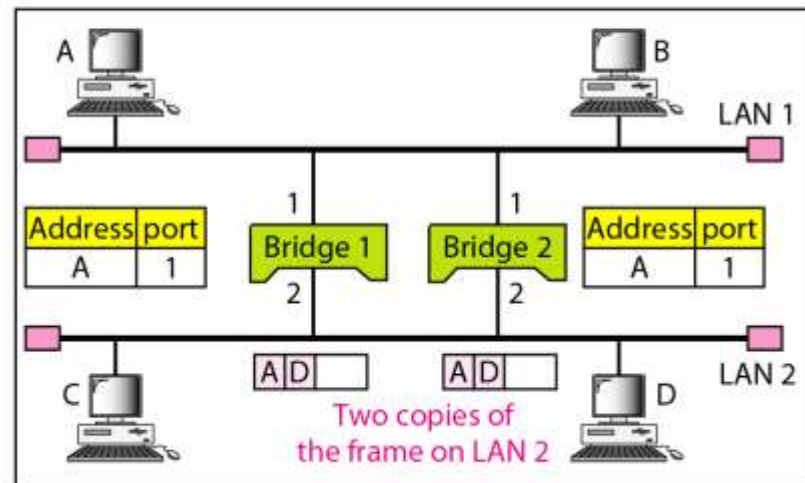 A
B
LAN 1
1
1
Address port
A 1
Bridge 1
Bridge 2
Address port
A 1
2
2
C
A D
A D
D
LAN 2
Two copies of
the frame on LAN 2